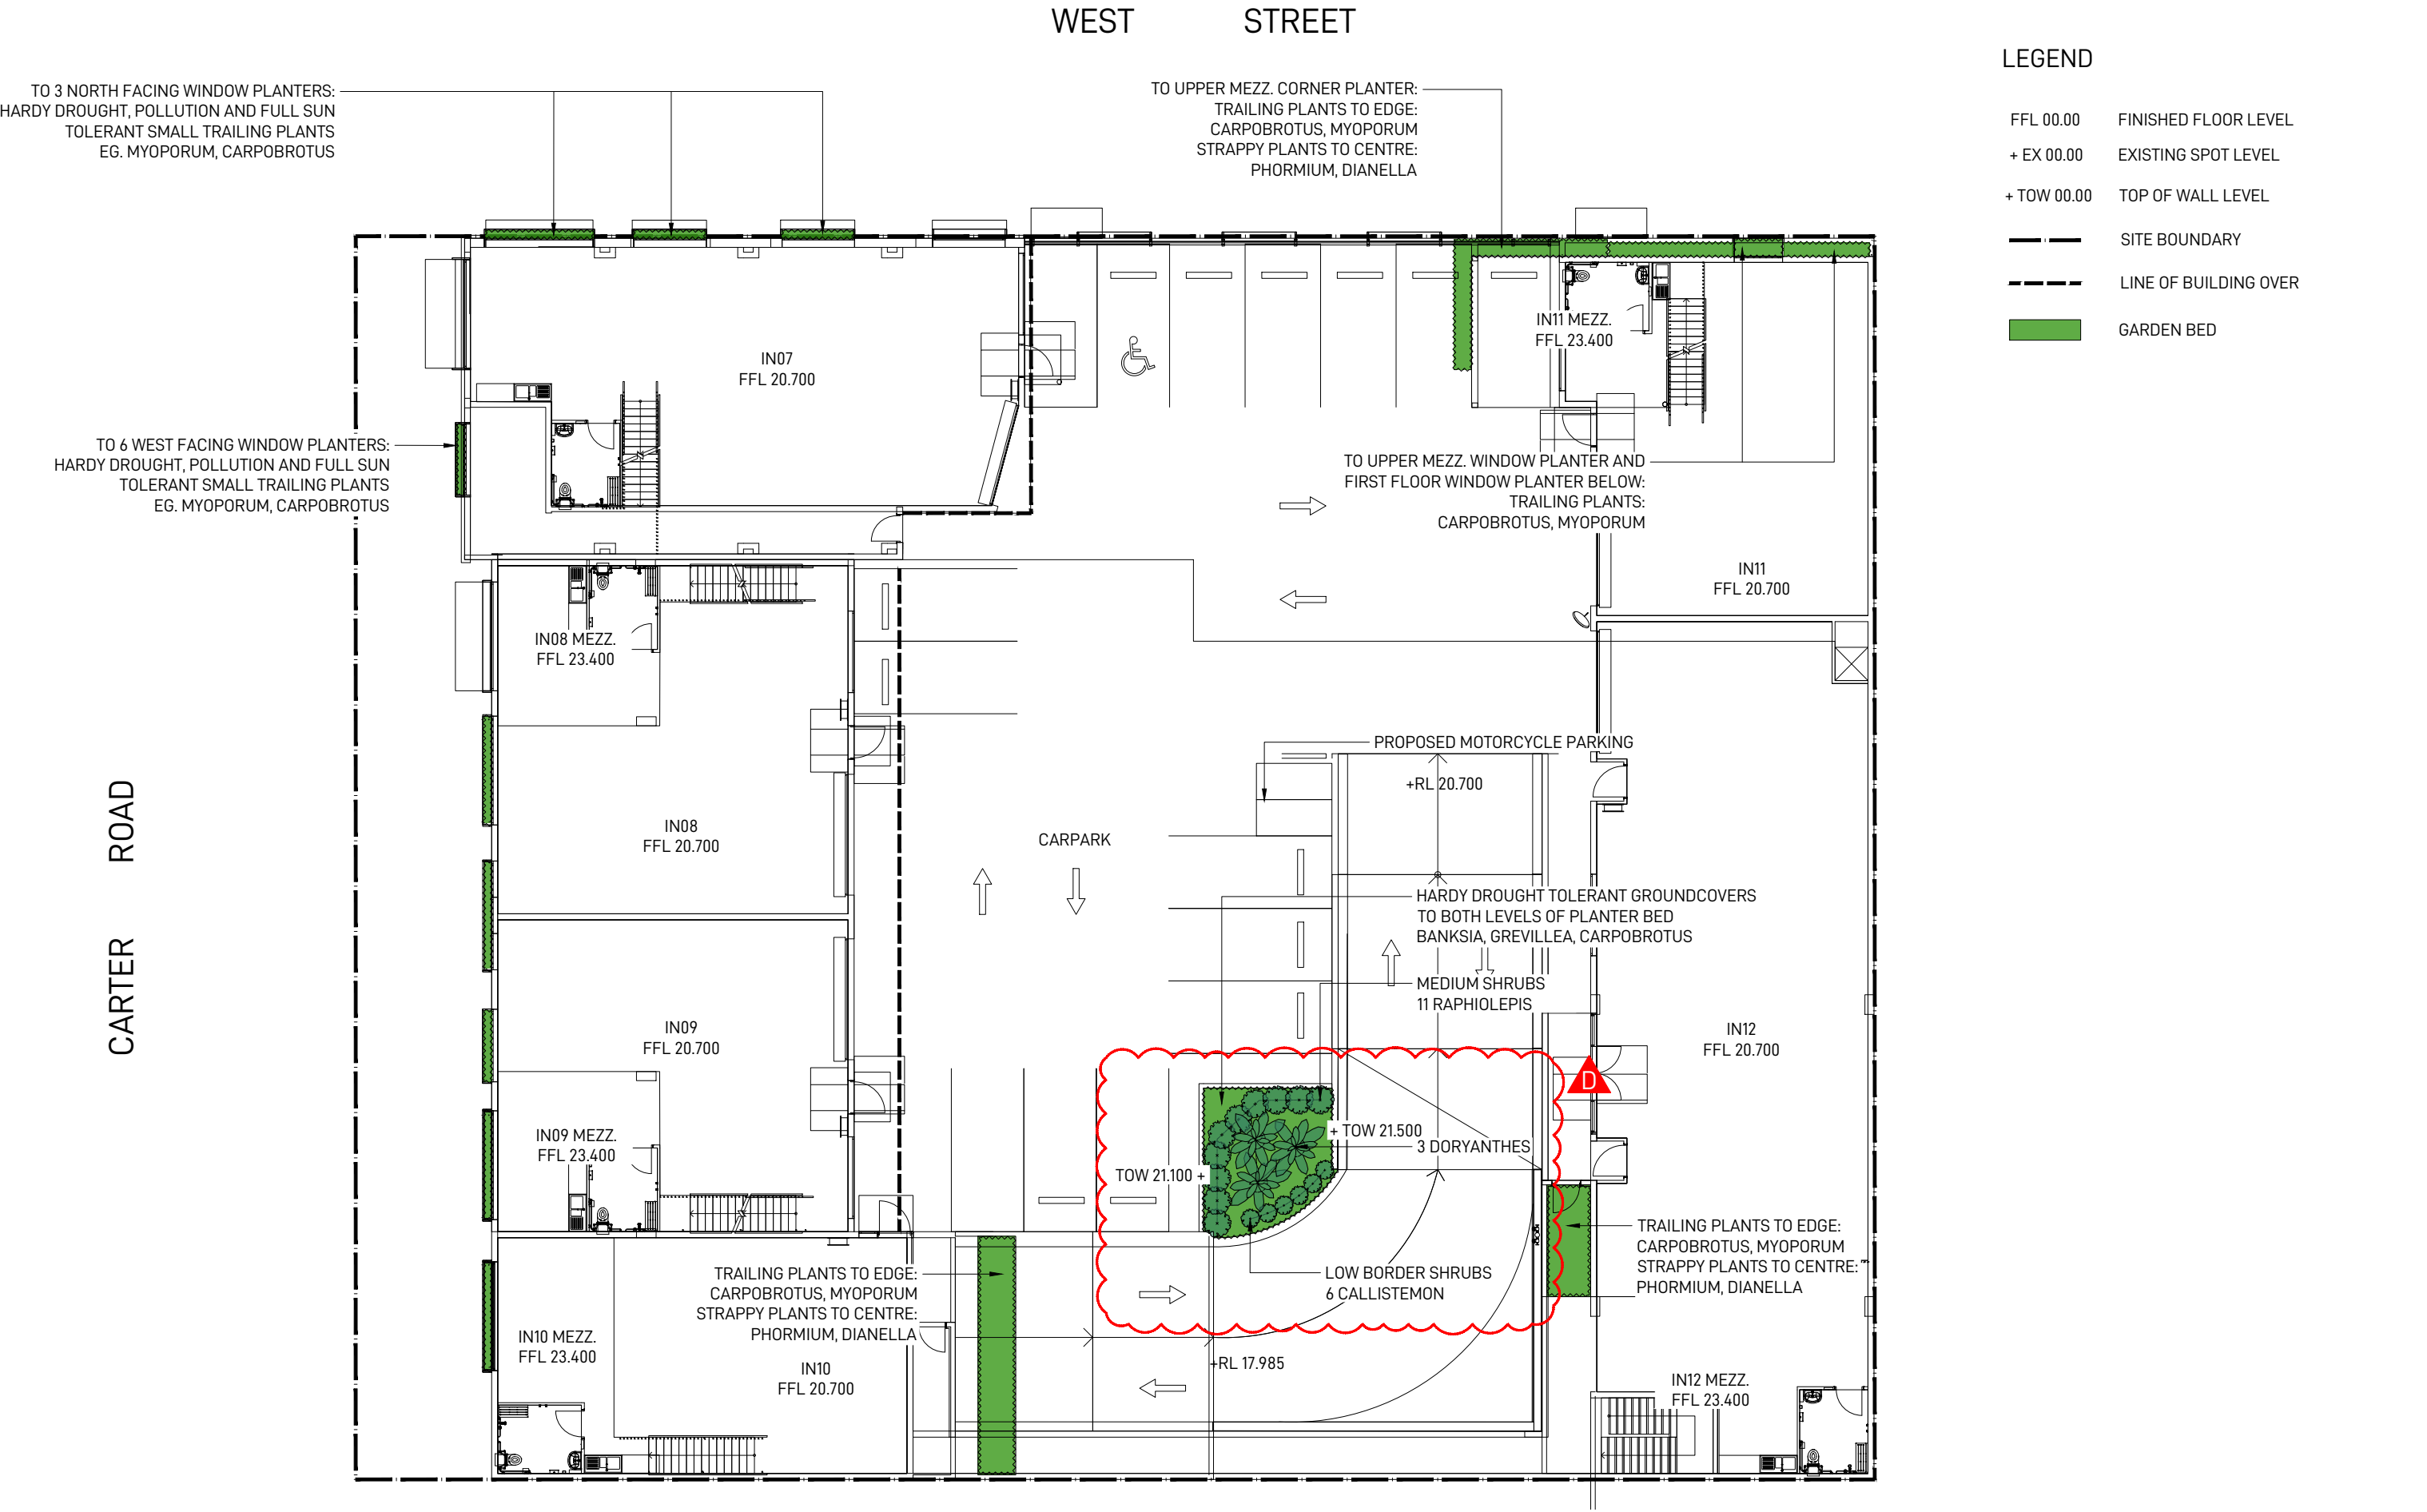 WEST STREET
LEGEND
FFL 00.00 FINISHED FLOOR LEVEL
+ EX 00.00 EXISTING SPOT LEVEL
+ TOW 00.00 TOP OF WALL LEVEL
SITE BOUNDARY
LINE OF BUILDING OVER
GARDEN BED
TO 3 NORTH FACING WINDOW PLANTERS:
HARDY DROUGHT, POLLUTION AND FULL SUN
TOLERANT SMALL TRAILING PLANTS
EG. MYOPORUM, CARPOBROTUS
TO UPPER MEZZ. CORNER PLANTER:
TRAILING PLANTS TO EDGE:
CARPOBROTUS, MYOPORUM
STRAPPY PLANTS TO CENTRE:
PHORMIUM, DIANELLA
IN07
FFL 20.700
IN11 MEZZ.
FFL 23.400
TO 6 WEST FACING WINDOW PLANTERS:
HARDY DROUGHT, POLLUTION AND FULL SUN
TOLERANT SMALL TRAILING PLANTS
EG. MYOPORUM, CARPOBROTUS
TO UPPER MEZZ. WINDOW PLANTER AND
FIRST FLOOR WINDOW PLANTER BELOW:
TRAILING PLANTS:
CARPOBROTUS, MYOPORUM
IN11
FFL 20.700
IN08 MEZZ.
FFL 23.400
PROPOSED MOTORCYCLE PARKING
+RL 20.700
IN08
FFL 20.700
CARPARK
CARTER ROAD
HARDY DROUGHT TOLERANT GROUNDCOVERS
TO BOTH LEVELS OF PLANTER BED
BANKSIA, GREVILLEA, CARPOBROTUS
MEDIUM SHRUBS
11 RAPHIOLEPIS
IN09
FFL 20.700
IN12
FFL 20.700
D
+ TOW 21.500
3 DORYANTHES
IN09 MEZZ.
FFL 23.400
TOW 21.100 +
TRAILING PLANTS TO EDGE:
CARPOBROTUS, MYOPORUM
STRAPPY PLANTS TO CENTRE:
PHORMIUM, DIANELLA
LOW BORDER SHRUBS
6 CALLISTEMON
TRAILING PLANTS TO EDGE:
CARPOBROTUS, MYOPORUM
STRAPPY PLANTS TO CENTRE:
PHORMIUM, DIANELLA
IN10 MEZZ.
FFL 23.400
IN10
FFL 20.700
+RL 17.985
IN12 MEZZ.
FFL 23.400